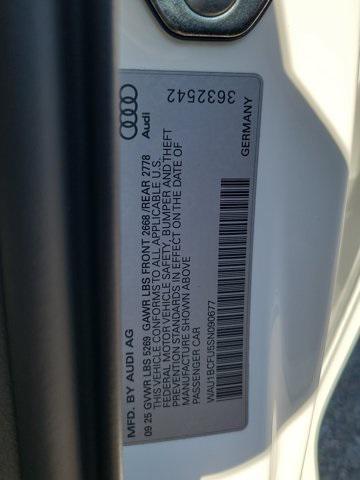 3632542
Audi
GERMANY
MFD. BY AUDI AG
09 25 GVWR LBS 5269 GAWR LBS FRONT 2668/REAR 2778
THIS VEHICLE CONFORMS TO ALL APPLICABLE U.S.
FEDERAL MOTOR VEHICLE SAFETY, BUMPER AND THEFT
PREVENTION STANDARDS IN EFFECT ON THE DATE OF
MANUFACTURE SHOWN ABOVE
PASSENGER CAR
WAU1BCFU5SN090677